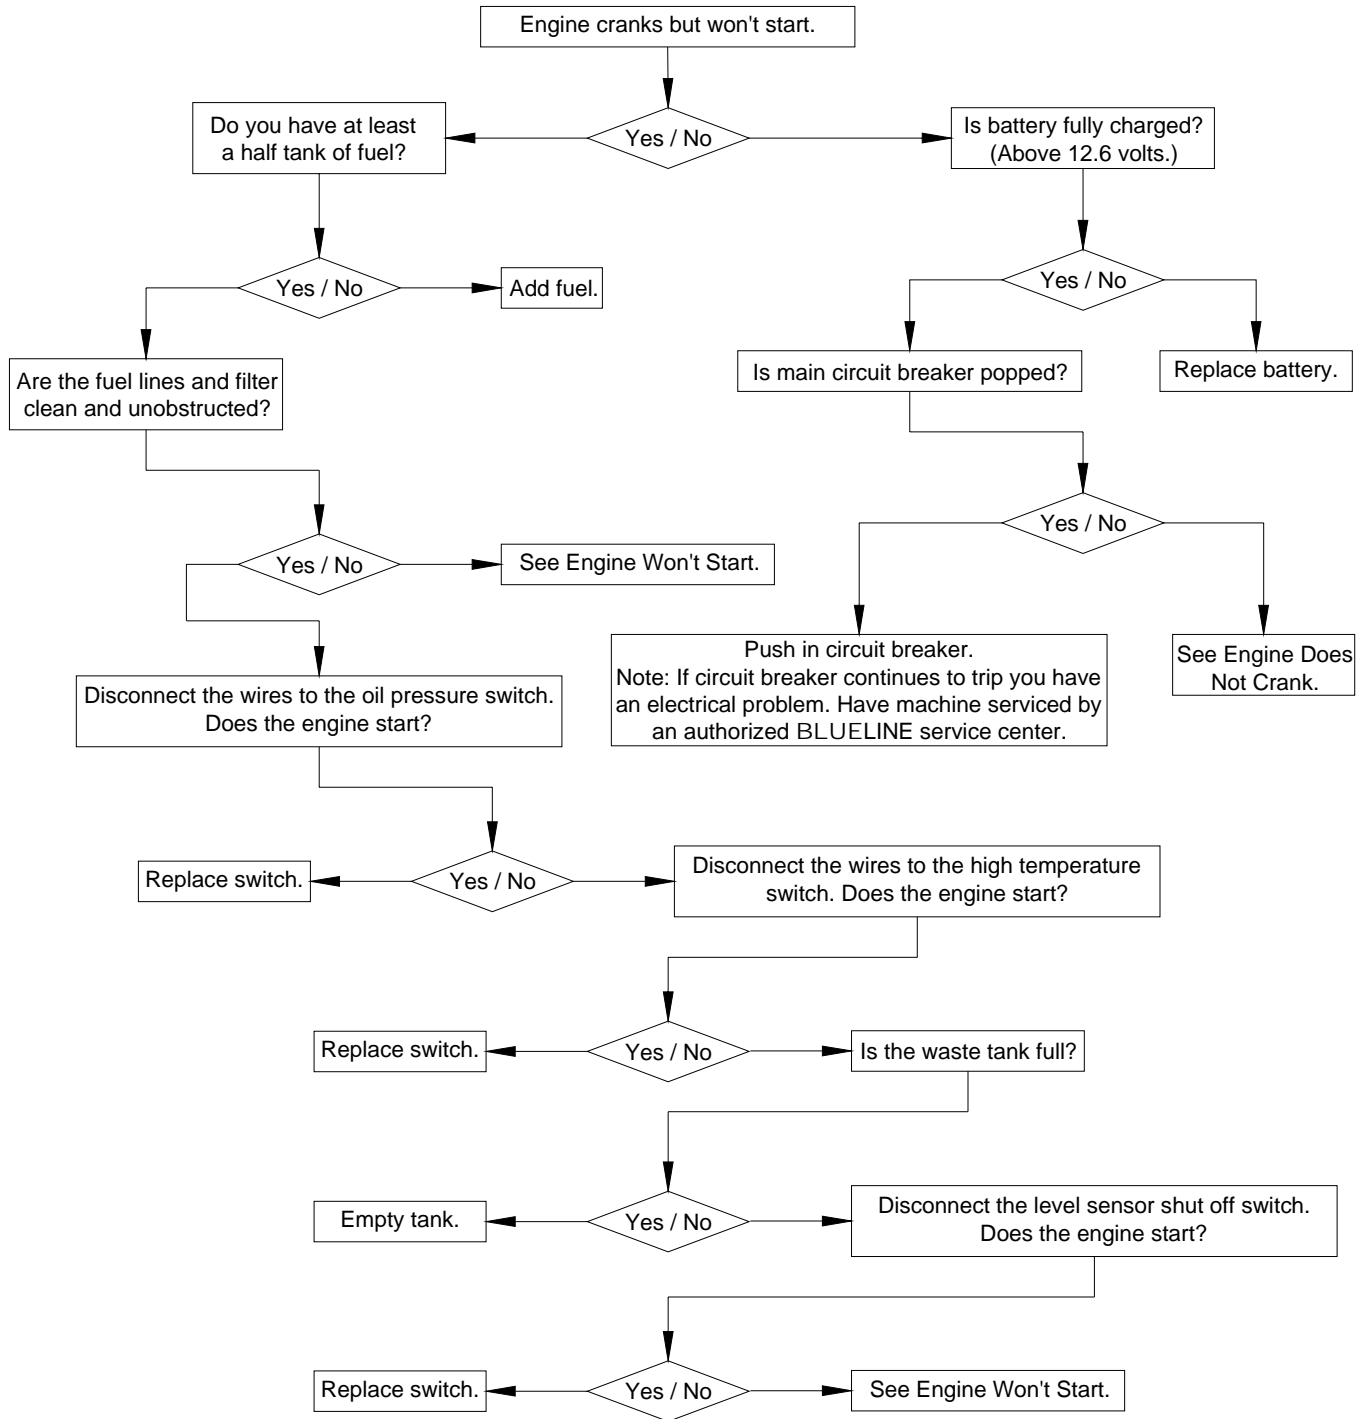 Engine cranks but won't start.
Do you have at least
a half tank of fuel?
Yes / No
Is battery fully charged?
(Above 12.6 volts.)
Yes / No
Add fuel.
Yes / No
Are the fuel lines and filter
clean and unobstructed?
Is main circuit breaker popped?
Replace battery.
Yes / No
See Engine Won't Start.
Yes / No
Push in circuit breaker.
Note: If circuit breaker continues to trip you have
an electrical problem. Have machine serviced by
an authorized BLUELINE service center.
See Engine Does
Not Crank.
Disconnect the wires to the oil pressure switch.
Does the engine start?
Replace switch.
Yes / No
Disconnect the wires to the high temperature
switch. Does the engine start?
Replace switch.
Yes / No
Is the waste tank full?
Empty tank.
Yes / No
Disconnect the level sensor shut off switch.
Does the engine start?
Replace switch.
Yes / No
See Engine Won't Start.